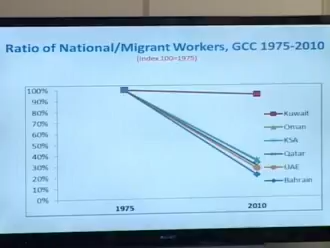 Ratio of National/Migrant Workers, GCC 1975-2010
(Index 100=1975)
100%
90%
80%
70%
60%
50%
40%
30%
20%
10%
0%
1975
2010
Kuwait
Oman
KSA
Qatar
UAE
Bahrain